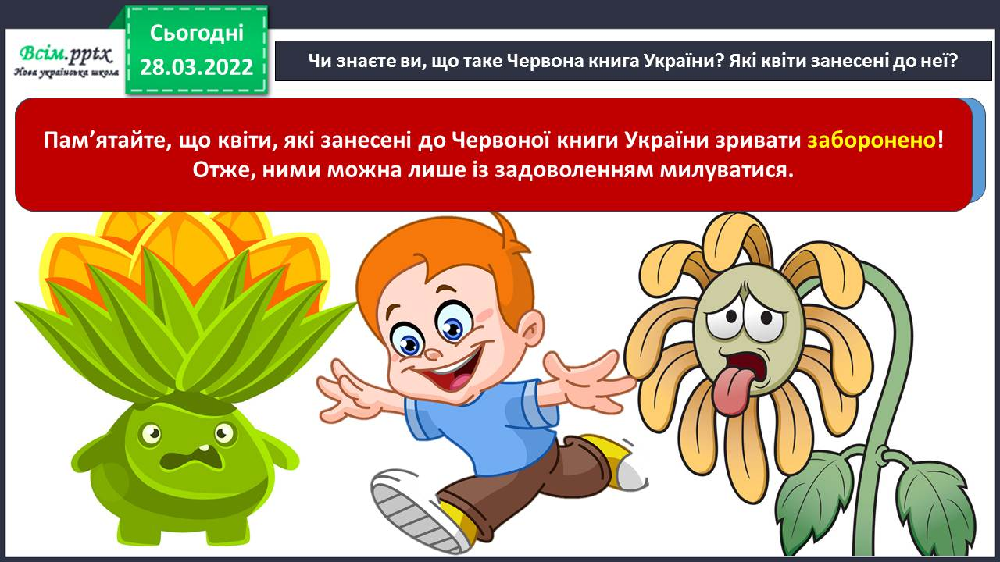 Сьогодні
28.03.2022
Всім.pptx
Нова українська школа
Чи знаєте ви, що таке Червона книга України? Які квіти занесені до неї?
Пам’ятайте, що квіти, які занесені до Червоної книги України зривати заборонено!
Отже, ними можна лише із задоволенням милуватися.